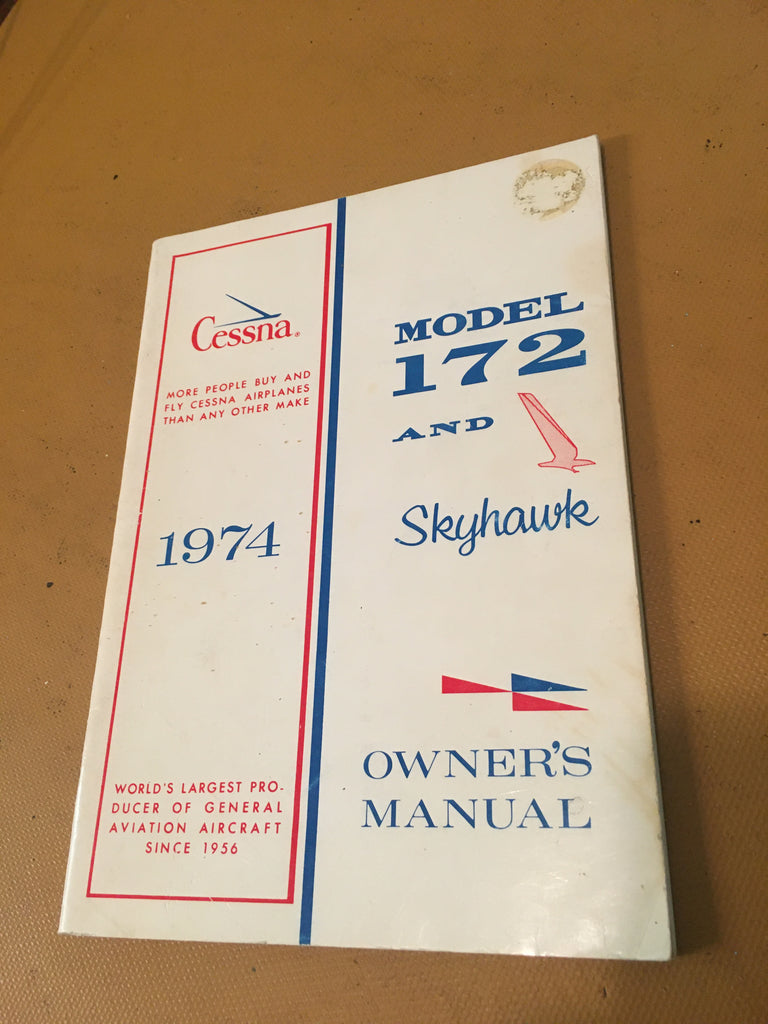 Cessna®
MORE PEOPLE BUY AND
FLY CESSNA AIRPLANES
THAN ANY OTHER MAKE
1974
WORLD'S LARGEST PRO-
DUCER OF GENERAL
AVIATION AIRCRAFT
SINCE 1956
MODEL
172
AND
Skyhawk
OWNER'S
MANUAL